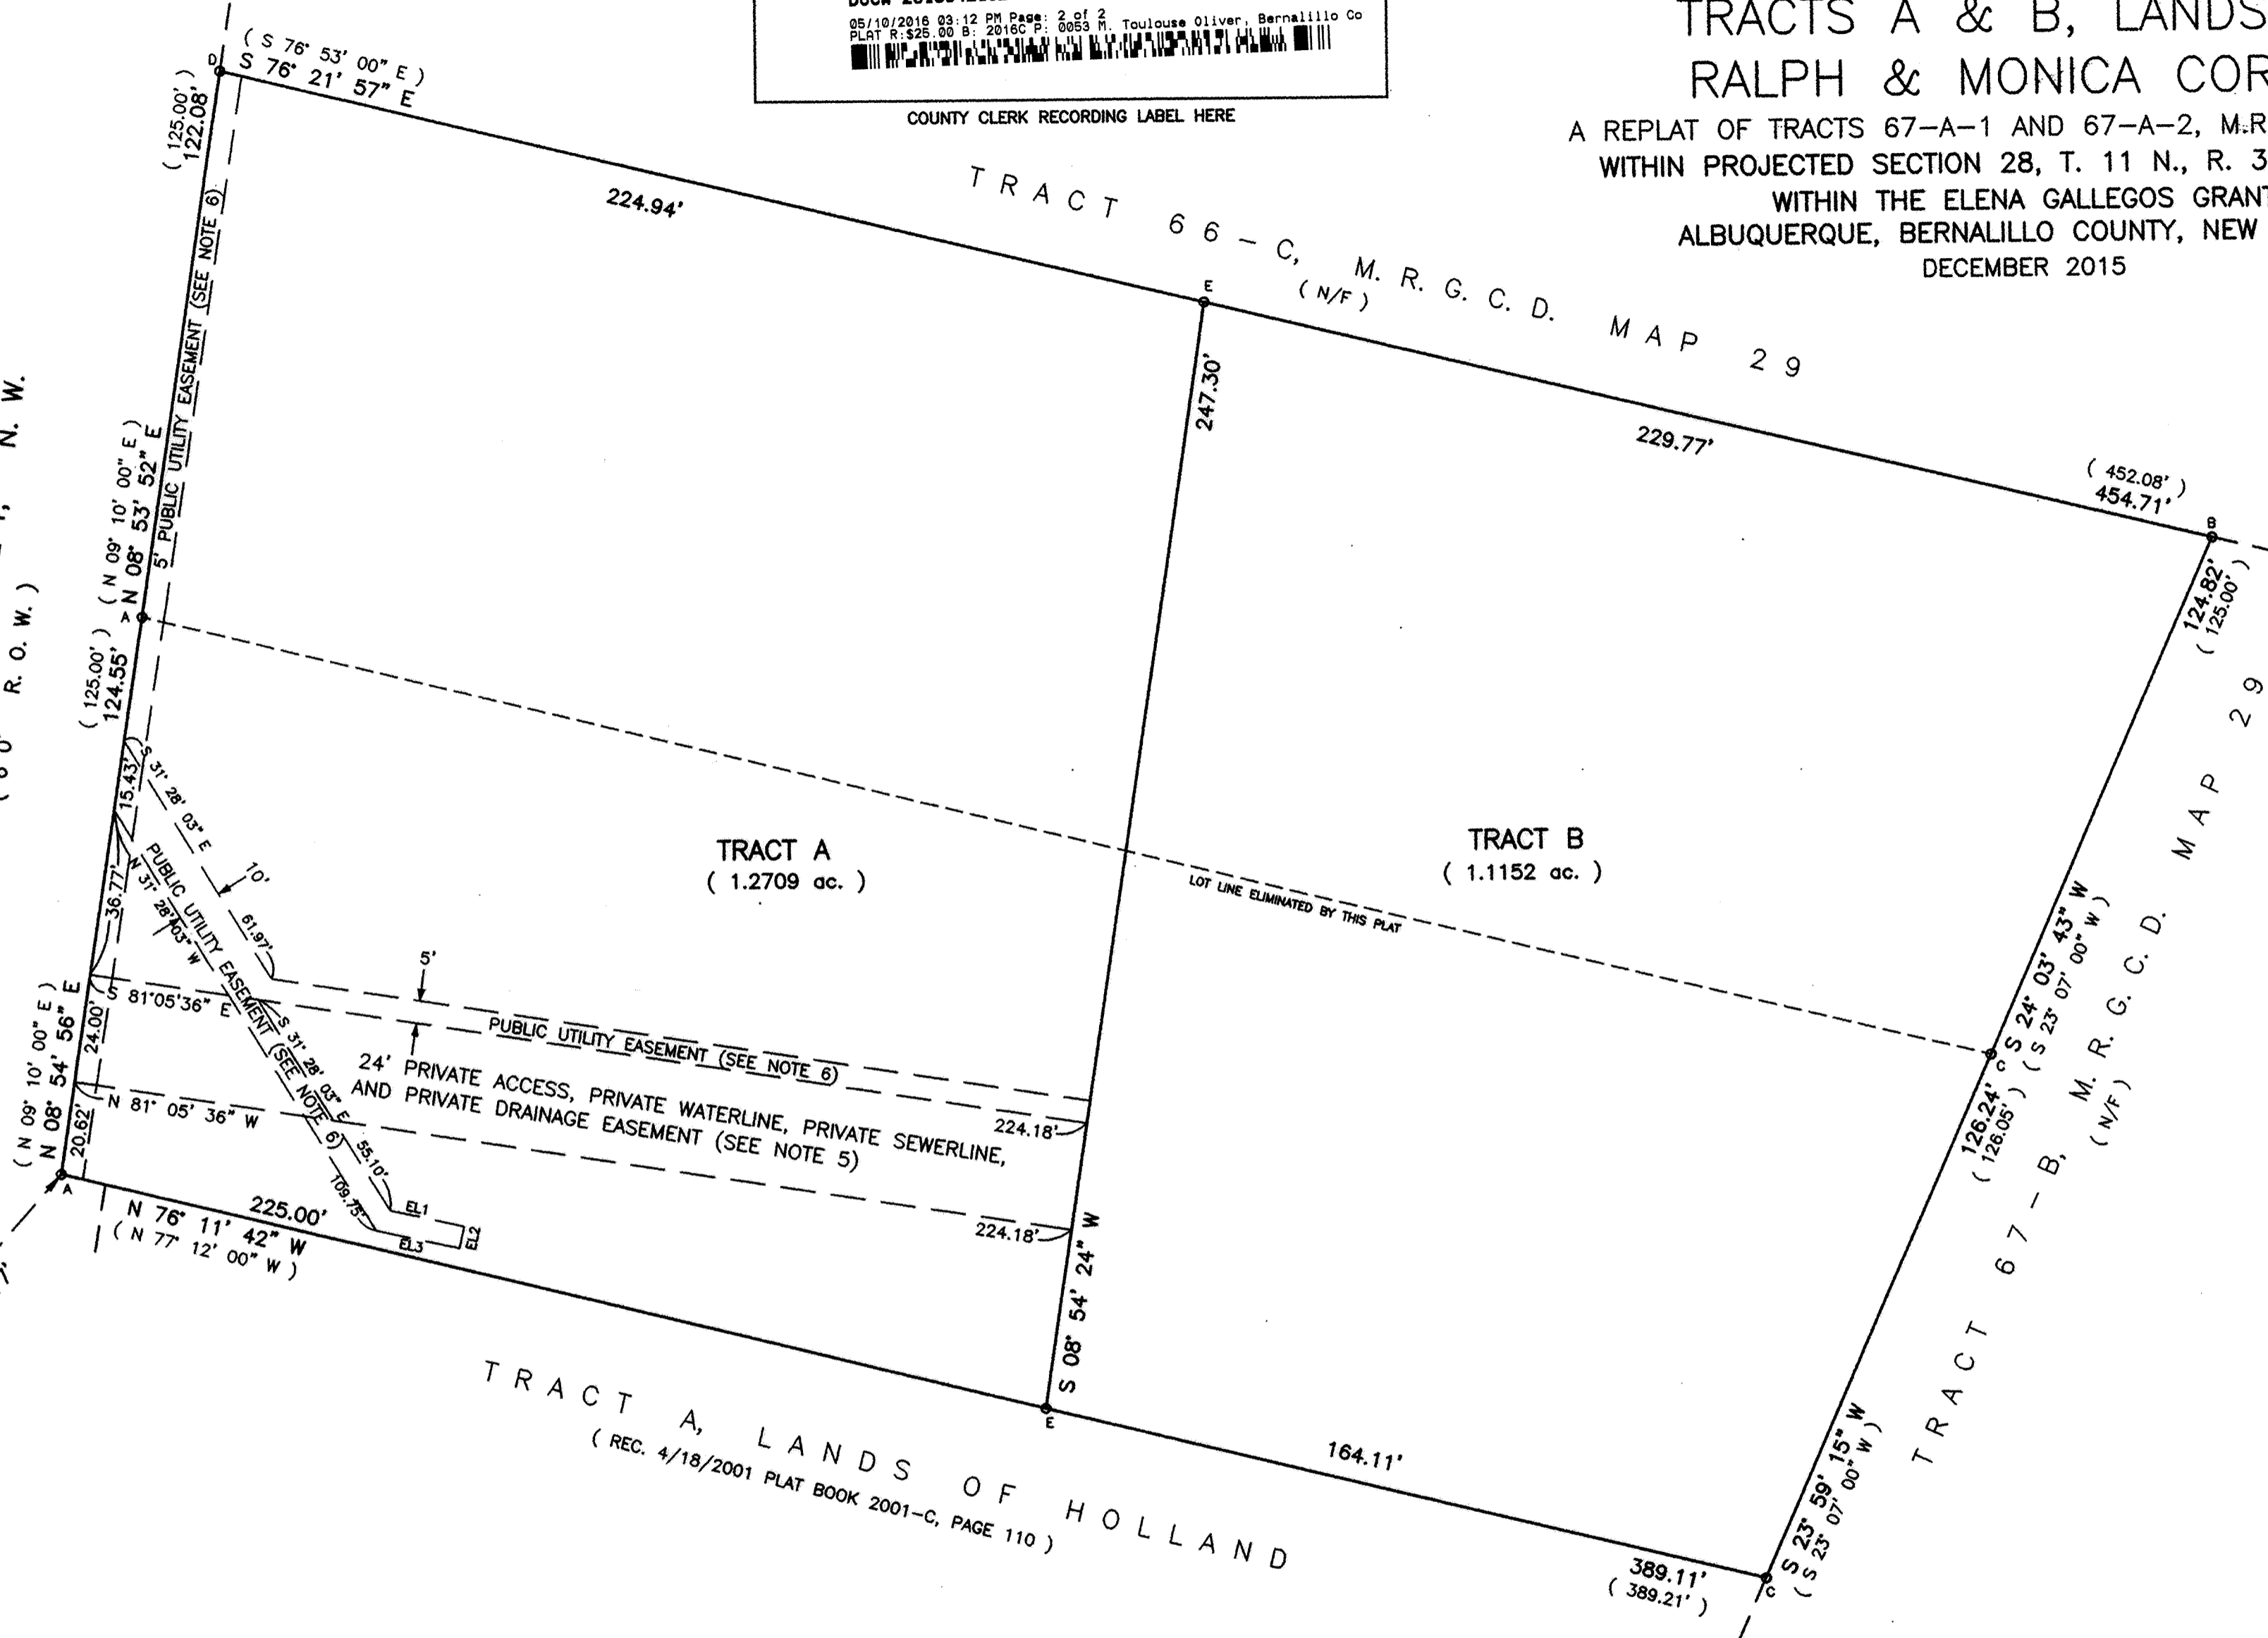 05/10/2016 03:12 PM Page: 2 of 2
PLAT R:$25.00 B: 2016C P: 0053 M. Toulouse Oliver, Bernalillo Co
COUNTY CLERK RECORDING LABEL HERE
TRACTS A & B, LANDS
RALPH & MONICA COR
A REPLAT OF TRACTS 67-A-1 AND 67-A-2, M.R
WITHIN PROJECTED SECTION 28, T. 11 N., R. 3
WITHIN THE ELENA GALLEGOS GRANT
ALBUQUERQUE, BERNALILLO COUNTY, NEW
DECEMBER 2015
D
( S 76° 53' 00" E )
S 76° 21' 57" E
( 125.00' )
122.08'
224.94'
TRACT 66-C, M. R. G. C. D. MAP 29
( N/F )
E
247.30'
229.77'
( 452.08' )
454.71'
B
124.82'
( 125.00' )
N. W.
R. O. W. )
5' PUBLIC UTILITY EASEMENT (SEE NOTE 6)
( N 09° 10' 00" E )
N 08° 53' 52" E
A
( 125.00' )
124.55'
15.43'
S 31° 28' 03" E
10'
61.97'
36.77'
N 31° 28' 03" W
PUBLIC UTILITY EASEMENT (SEE NOTE 6)
TRACT A
( 1.2709 ac. )
TRACT B
( 1.1152 ac. )
LOT LINE ELIMINATED BY THIS PLAT
5'
PUBLIC UTILITY EASEMENT (SEE NOTE 6)
S 81°05'36" E
24.00'
S 31° 28' 03" E
55.10'
24' PRIVATE ACCESS, PRIVATE WATERLINE, PRIVATE SEWERLINE,
AND PRIVATE DRAINAGE EASEMENT (SEE NOTE 5)
224.18'
224.18'
N 81° 05' 36" W
( N 09° 10' 00" E )
N 08° 54' 56" E
20.62'
A
109.75'
EL1
EL2
EL3
225.00'
N 76° 11' 42" W
( N 77° 12' 00" W )
S 08° 54' 24" W
E
164.11'
389.11'
( 389.21' )
C
S 24° 03' 43" W
( S 23° 07' 00" W )
C
126.24'
( 126.05' )
S 23° 59' 15" W
( S 23° 07' 00" W )
TRACT 67-B, M. R. G. C. D. MAP 29
( N/F )
TRACT A, LANDS OF HOLLAND
( REC. 4/18/2001 PLAT BOOK 2001-C, PAGE 110 )